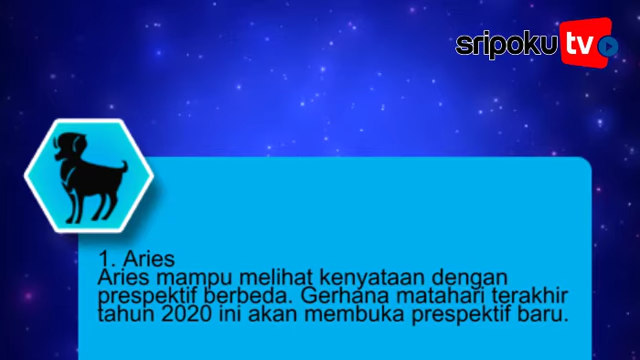 sripoku tv
1. Aries
Aries mampu melihat kenyataan dengan
prespektif berbeda. Gerhana matahari terakhir
tahun 2020 ini akan membuka prespektif baru.